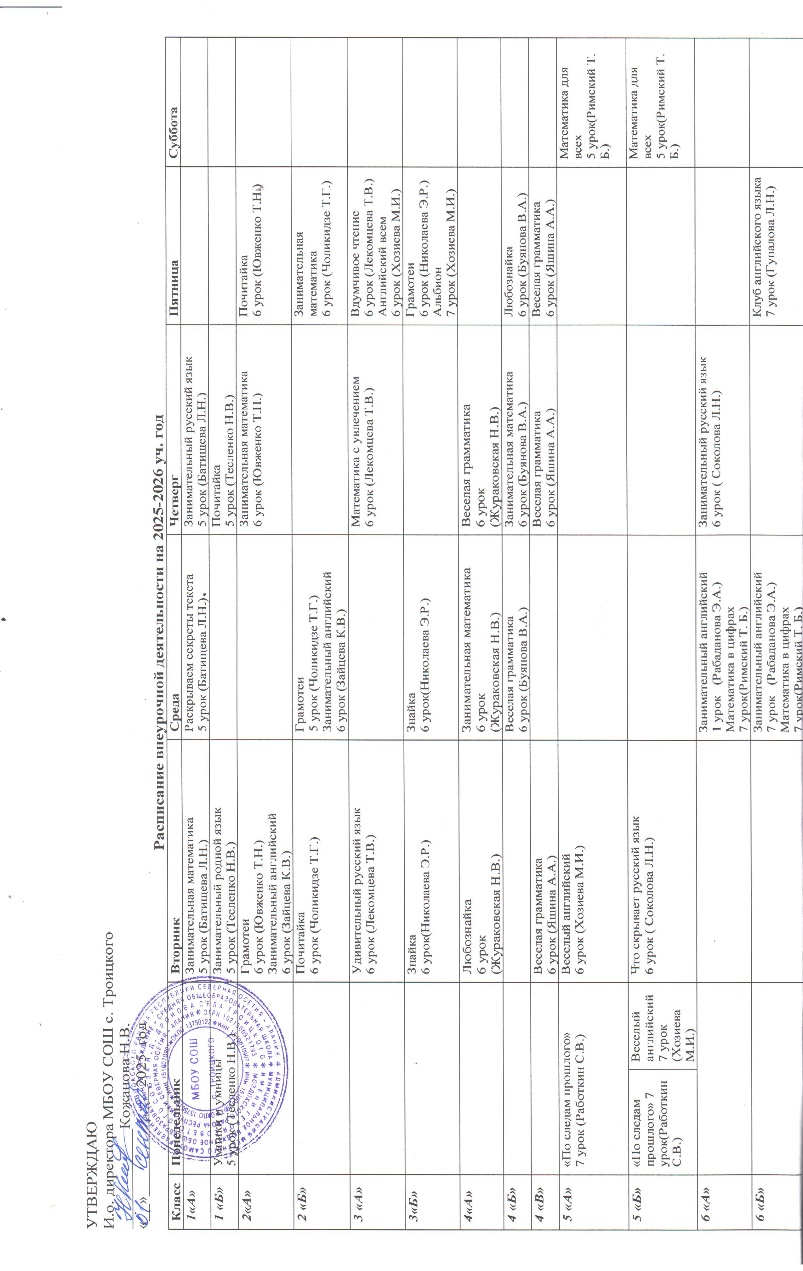 УТВЕРЖДАЮ
И.о. директора МБОУ СОШ с. Троицкого
Кожанова Н.В.
2025 год
МБОУ СОШ
Расписание внеурочной деятельности на 2025-2026 уч. год
Класс Понедельник Вторник Среда Четверг Пятница Суббота
1«А»
Занимательная математика
5 урок (Батищева Л.Н.)
Раскрываем секреты текста
5 урок (Батищева Л.Н.)
Занимательный русский язык
5 урок (Батищева Л.Н.)
1 «Б»
Умники и умницы
5 урок (Тесленко Н.В.)
Занимательный родной язык
5 урок (Тесленко Н.В.)
Почитайка
5 урок (Тесленко Н.В.)
2«А»
Грамотеи
6 урок (Ювженко Т.Н.)
Занимательный английский
6 урок (Зайцева К.В.)
Занимательная математика
6 урок (Ювженко Т.Н.)
Почитайка
6 урок (Ювженко Т.Н.)
2 «Б»
Почитайка
6 урок (Чоликидзе Т.Г.)
Грамотеи
5 урок (Чоликидзе Т.Г.)
Занимательный английский
6 урок (Зайцева К.В.)
Занимательная
математика
6 урок (Чоликидзе Т.Г.)
3 «А»
Удивительный русский язык
6 урок (Лекомцева Т.В.)
Математика с увлечением
6 урок (Лекомцева Т.В.)
Вдумчивое чтение
6 урок (Лекомцева Т.В.)
Английский всем
6 урок (Хозиева М.И.)
3«Б»
Знайка
6 урок(Николаева Э.Р.)
Знайка
6 урок(Николаева Э.Р.)
Грамотеи
6 урок (Николаева Э.Р.)
Альбион
7 урок (Хозиева М.И.)
4«А»
Любознайка
6 урок
(Жураковская Н.В.)
Занимательная математика
6 урок
(Жураковская Н.В.)
Веселая грамматика
6 урок
(Жураковская Н.В.)
4 «Б»
Веселая грамматика
6 урок (Буянова В.А.)
Занимательная математика
6 урок (Буянова В.А.)
Любознайка
6 урок (Буянова В.А.)
4 «В»
Веселая грамматика
6 урок (Яшина А.А.)
Веселая грамматика
6 урок (Яшина А.А.)
Веселая грамматика
6 урок (Яшина А.А.)
5 «А»
«По следам прошлого»
7 урок (Работкин С.В.)
Веселый английский
6 урок (Хозиева М.И.)
Математика для
всех
5 урок(Римский Т.
Б.)
5 «Б»
«По следам
прошлого» 7
урок(Работкин
С.В.)
Веселый
английский
7 урок
(Хозиева
М.И.)
Что скрывает русский язык
6 урок ( Соколова Л.Н.)
Математика для
всех
5 урок(Римский Т.
Б.)
6 «А»
Занимательный английский
1 урок (Рабаданова Э.А.)
Математика в цифрах
7 урок(Римский Т. Б.)
Занимательный русский язык
6 урок ( Соколова Л.Н.)
6 «Б»
Занимательный английский
7 урок (Рабаданова Э.А.)
Математика в цифрах
7 урок(Римский Т. Б.)
Клуб английского языка
7 урок (Гупалова Л.Н.)